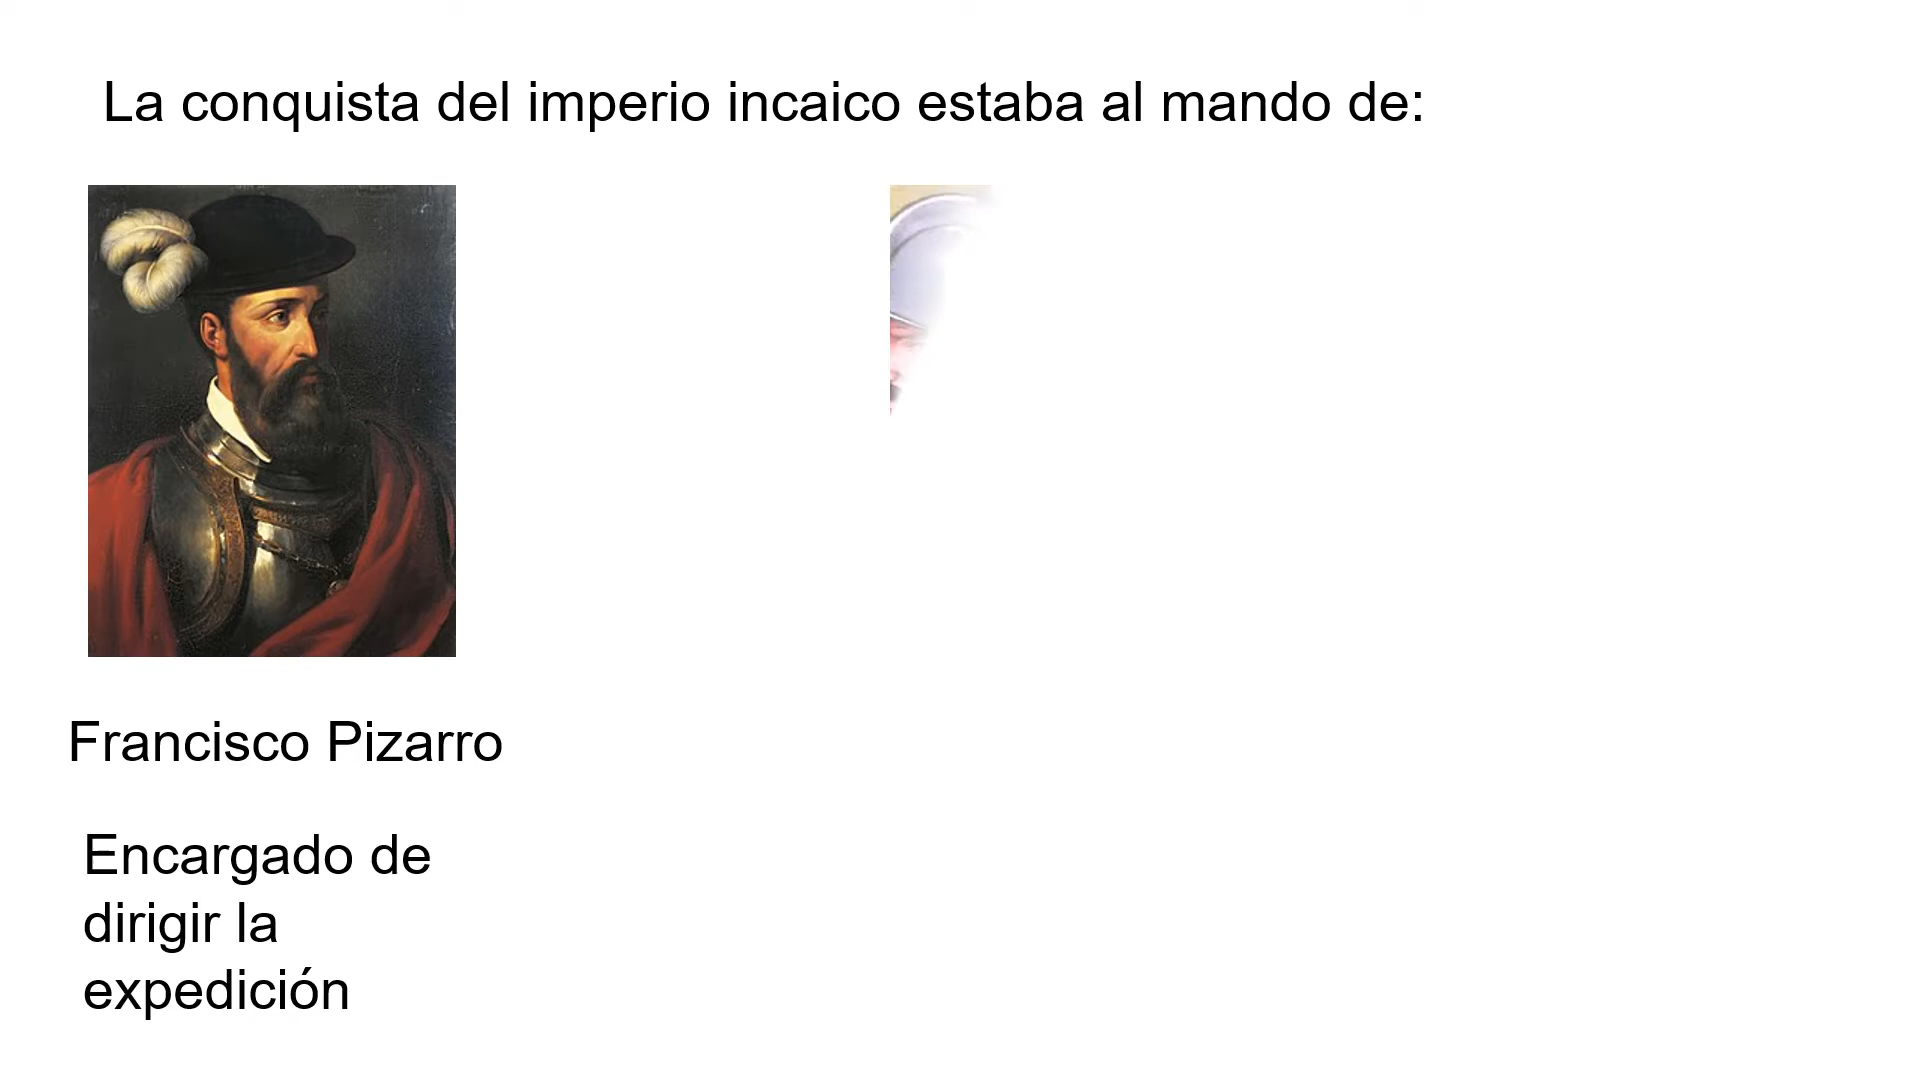 La conquista del imperio incaico estaba al mando de:
Francisco Pizarro
Encargado de
dirigir la
expedición